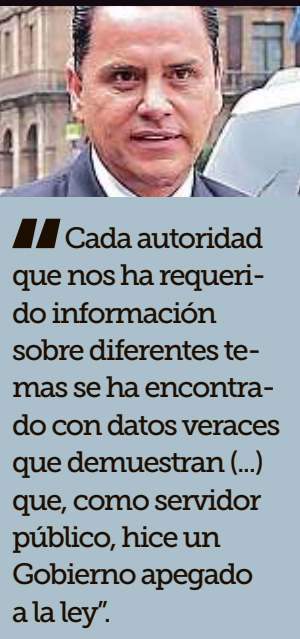 "Cada autoridad
que nos ha requeri-
do información
sobre diferentes te-
mas se ha encontra-
do con datos veraces
que demuestran (...)
que, como servidor
público, hice un
Gobierno apegado
a la ley”.